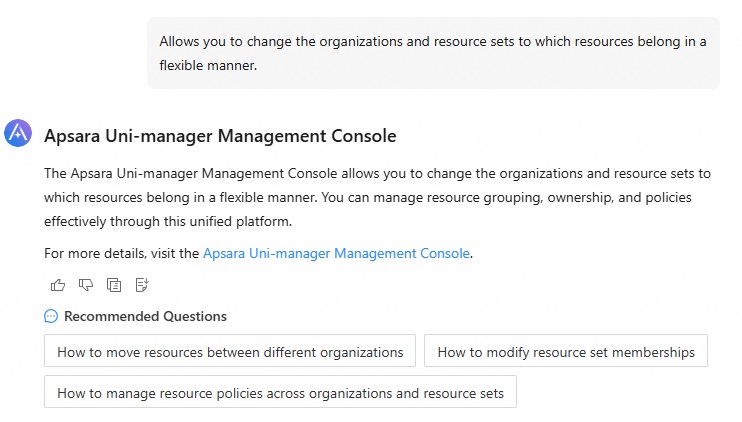 Allows you to change the organizations and resource sets to which resources belong in a
flexible manner.
Apsara Uni-manager Management Console
The Apsara Uni-manager Management Console allows you to change the organizations and resource sets to
which resources belong in a flexible manner. You can manage resource grouping, ownership, and policies
effectively through this unified platform.
For more details, visit the Apsara Uni-manager Management Console.
Recommended Questions
How to move resources between different organizations
How to modify resource set memberships
How to manage resource policies across organizations and resource sets